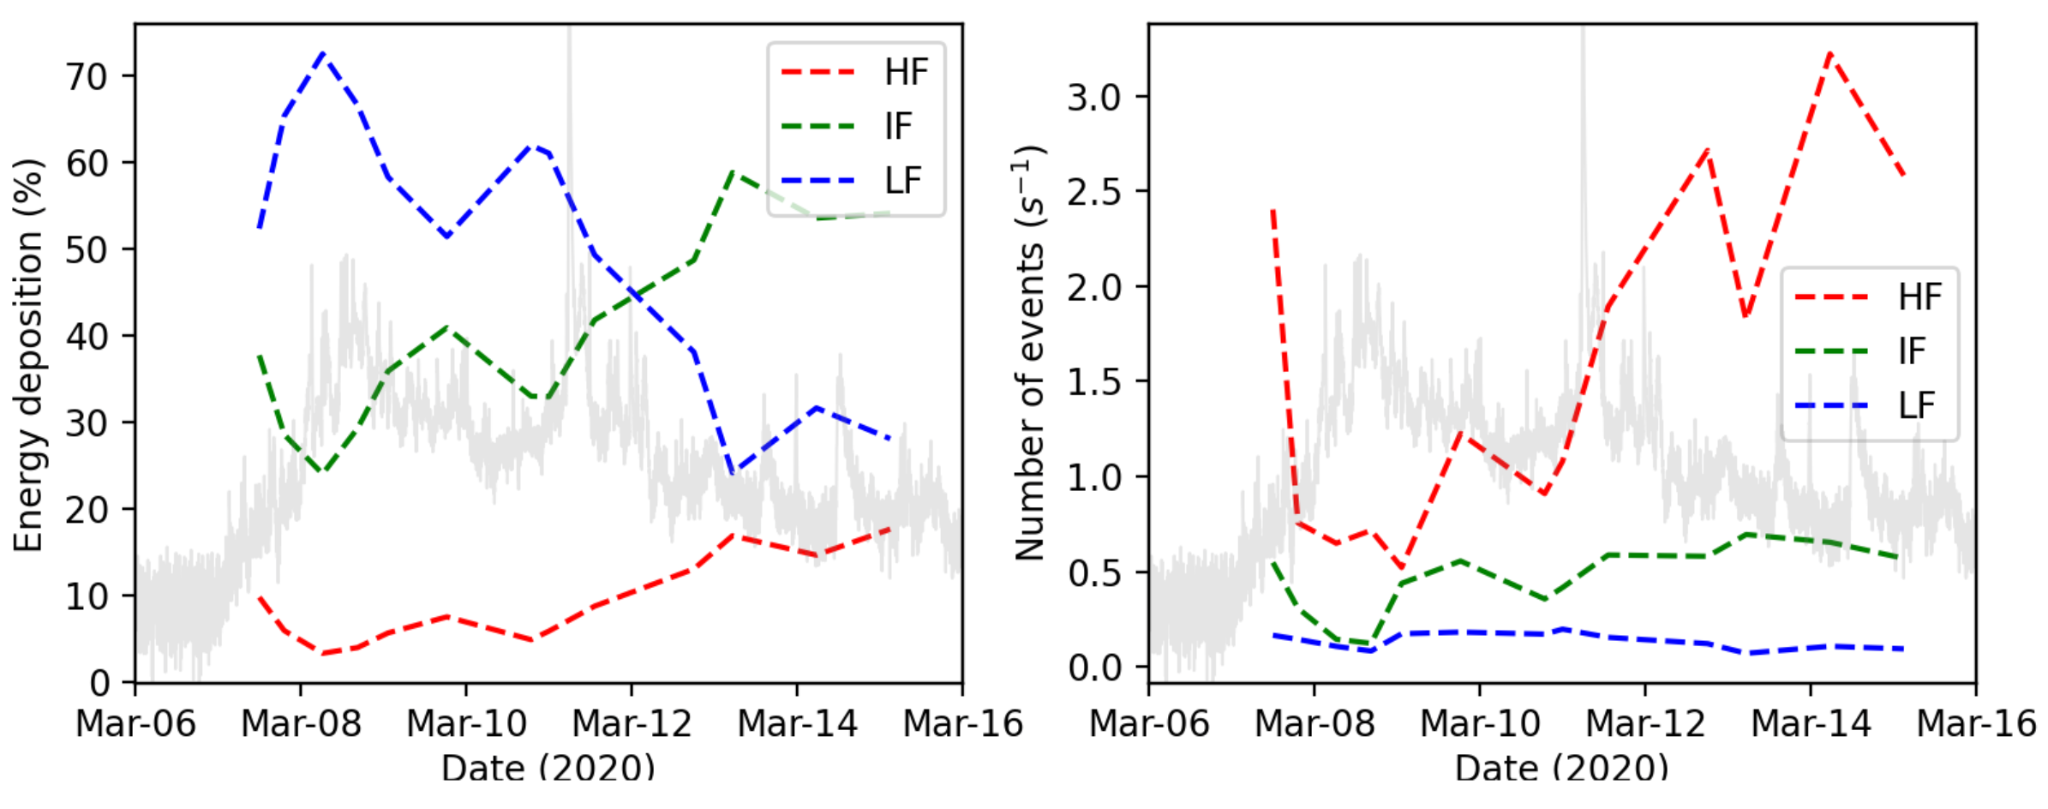 Energy deposition (%)
70
60
50
40
30
20
10
0
HF
IF
LF
Mar-06 Mar-08 Mar-10 Mar-12 Mar-14 Mar-16
Date (2020)
Number of events (s⁻¹)
3.0
2.5
2.0
1.5
1.0
0.5
0.0
HF
IF
LF
Mar-06 Mar-08 Mar-10 Mar-12 Mar-14 Mar-16
Date (2020)